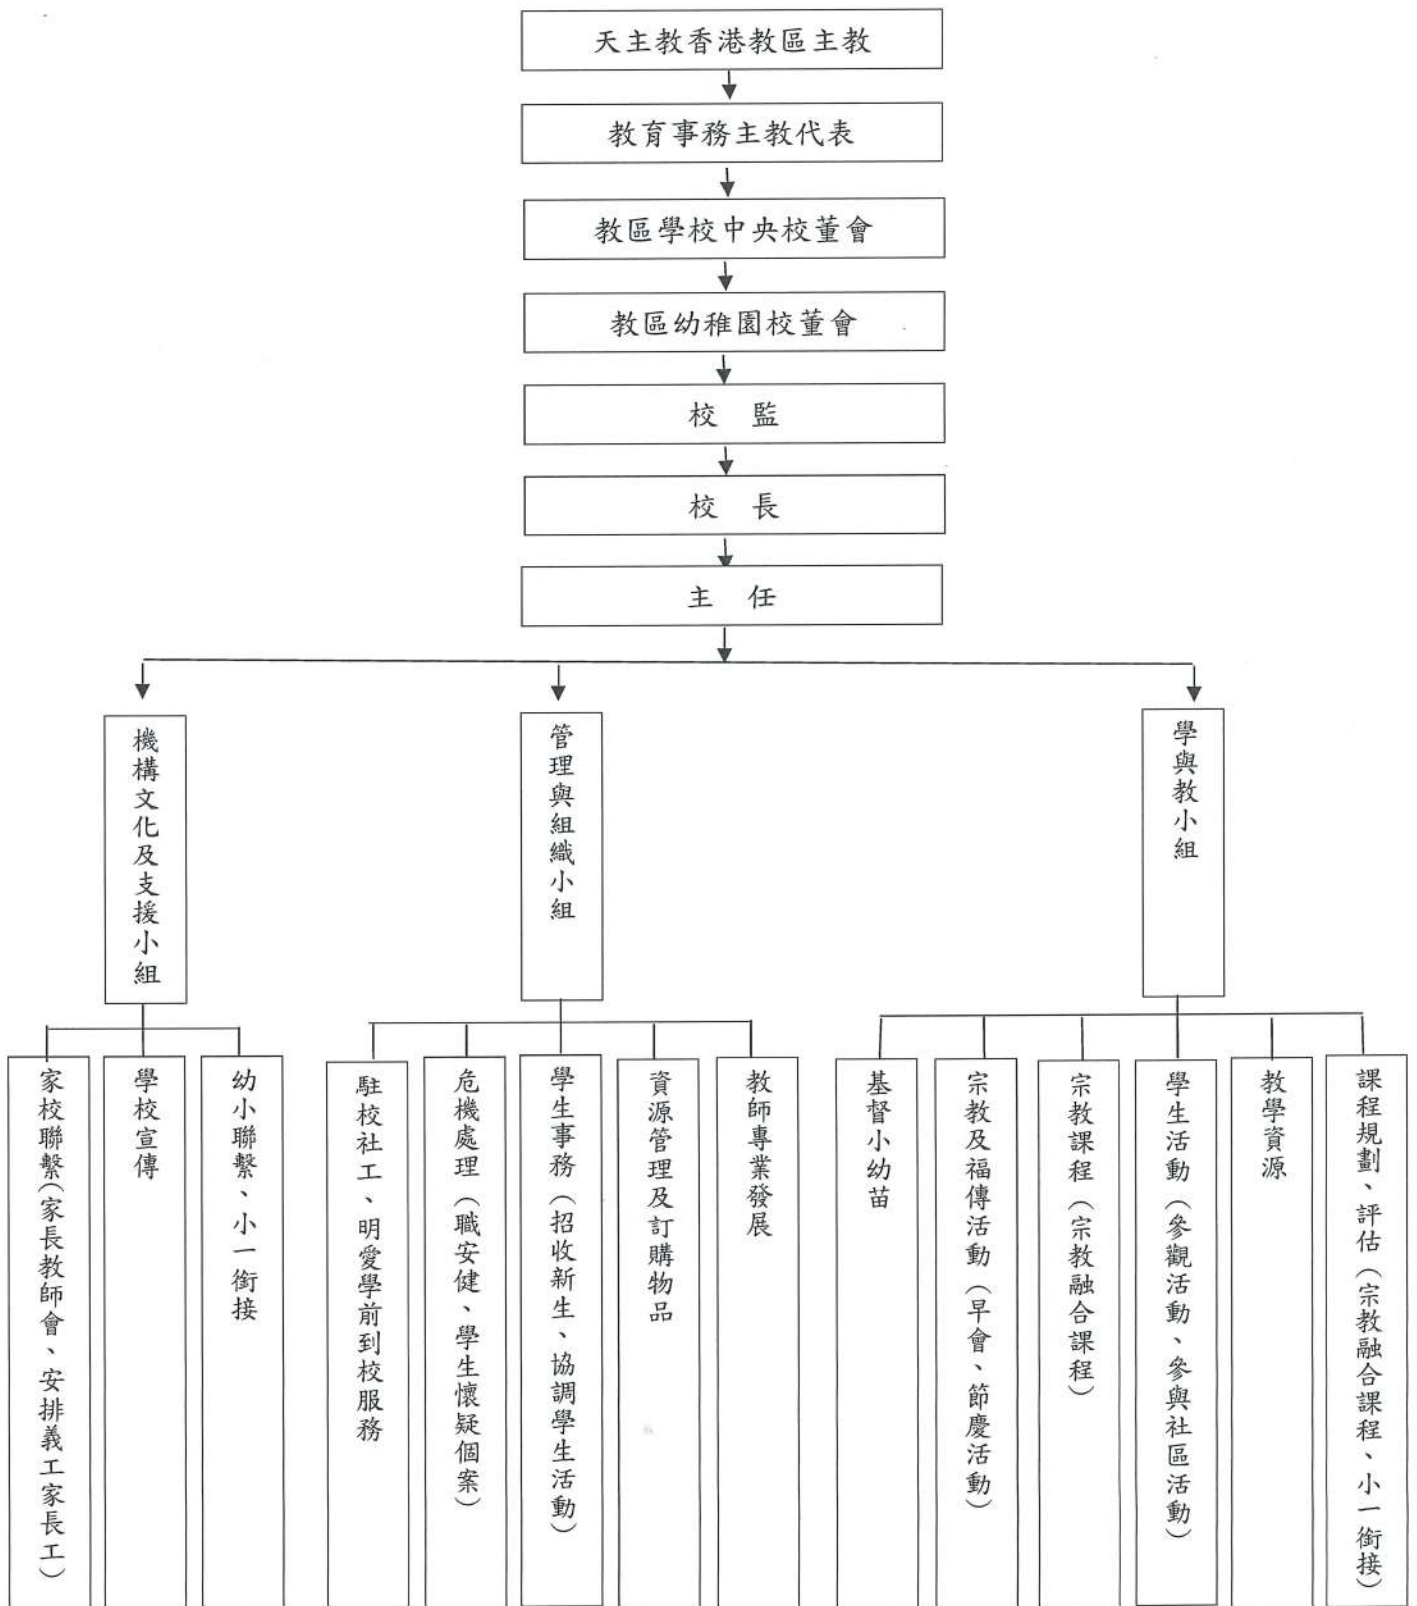 天主教香港教區主教
教育事務主教代表
教區學校中央校董會
教區幼稚園校董會
校 監
校 長
主 任
機構文化及支援小組
管理與組織小組
學與教小組
家校聯繫(家長教師會、安排義工家長工)
學校宣傳
幼小聯繫、小一銜接
駐校社工、明愛學前到校服務
危機處理(職安健、學生懷疑個案)
學生事務(招收新生、協調學生活動)
資源管理及訂購物品
教師專業發展
基督小幼苗
宗教及福傳活動(早會、節慶活動)
宗教課程(宗教融合課程)
學生活動(參觀活動、參與社區活動)
教學資源
課程規劃、評估(宗教融合課程、小一銜接)